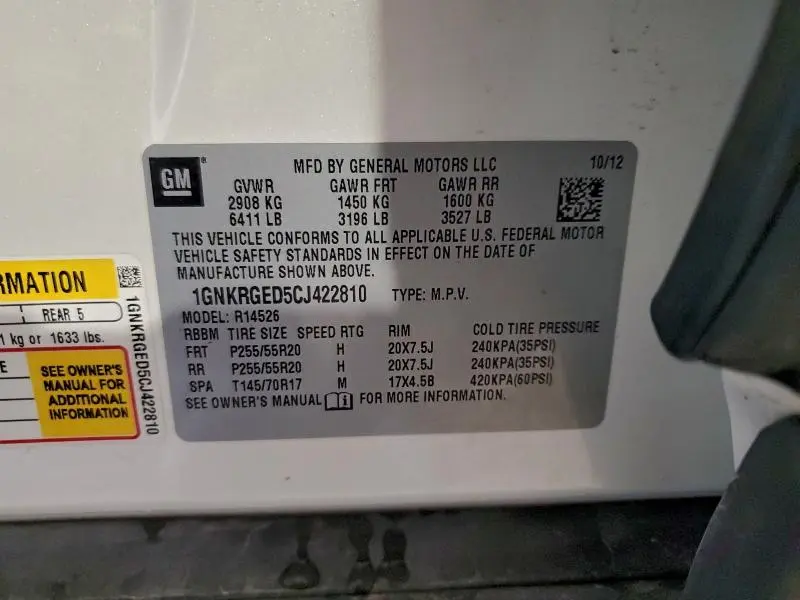 GM
MFD BY GENERAL MOTORS LLC 10/12
GVWR GAWR FRT GAWR RR
2908 KG 1450 KG 1600 KG
6411 LB 3196 LB 3527 LB
THIS VEHICLE CONFORMS TO ALL APPLICABLE U.S. FEDERAL MOTOR
VEHICLE SAFETY STANDARDS IN EFFECT ON THE DATE OF
MANUFACTURE SHOWN ABOVE.
1GNKRGED5CJ422810 TYPE: M.P.V.
MODEL: R14526
RBBM TIRE SIZE SPEED RTG RIM COLD TIRE PRESSURE
FRT P255/55R20 H 20X7.5J 240KPA(35PSI)
RR P255/55R20 H 20X7.5J 240KPA(35PSI)
SPA T145/70R17 M 17X4.5B 420KPA(60PSI)
SEE OWNER'S MANUAL FOR MORE INFORMATION.
RMATION
REAR 5
1 kg or 1633 lbs.
E
SEE OWNER'S
MANUAL FOR
ADDITIONAL
INFORMATION
1GNKRGED5CJ422810